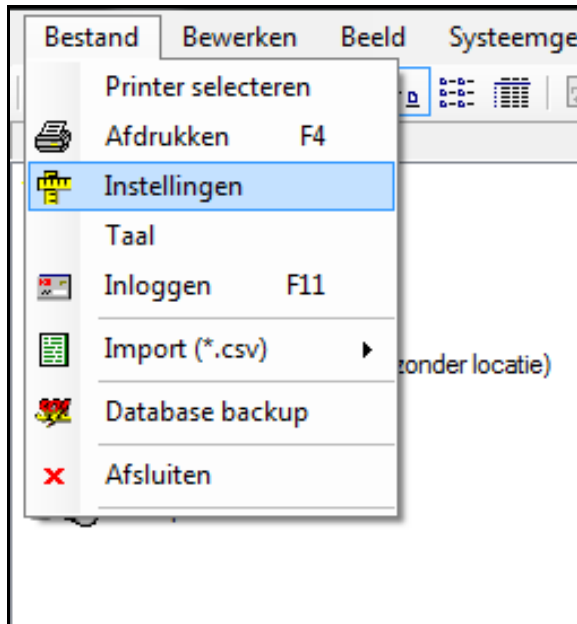 Bestand Bewerken Beeld Systeemge
Printer selecteren
Afdrukken F4
Instellingen
Taal
Inloggen F11
Import (*.csv)
zonder locatie)
Database backup
Afsluiten